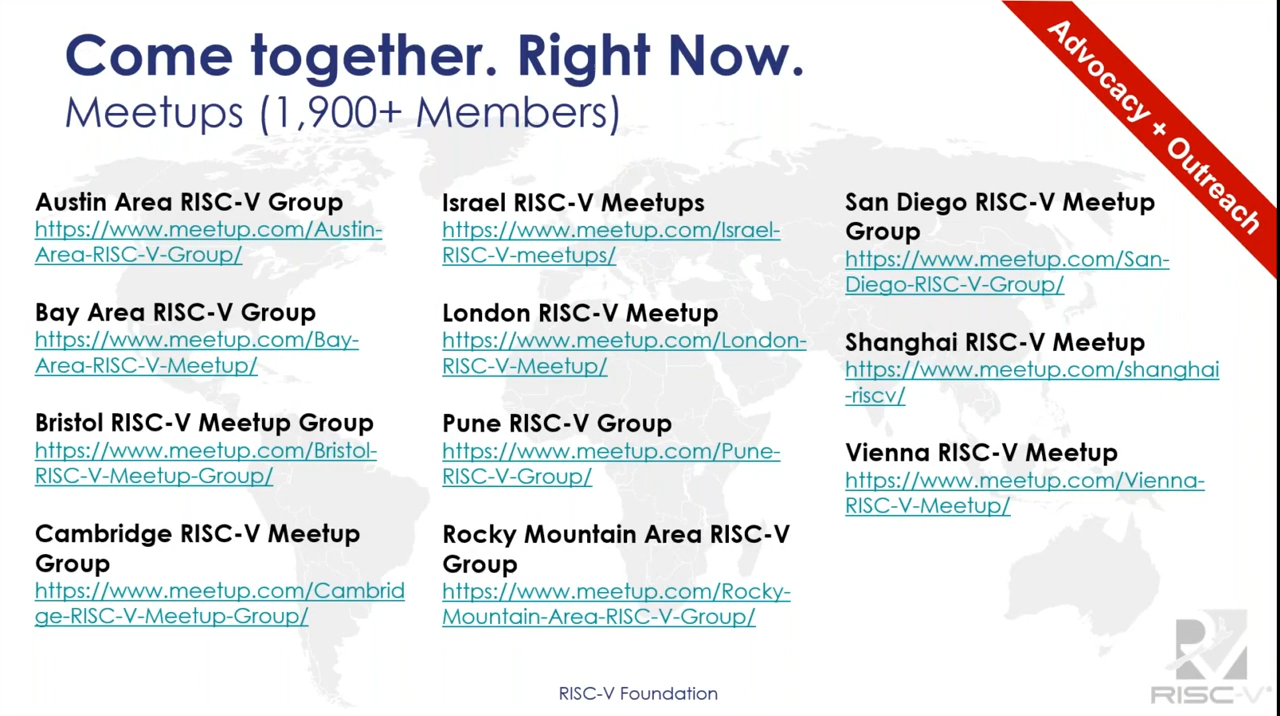 Come together. Right Now.
Meetups (1,900+ Members)
Advocacy + Outreach
Austin Area RISC-V Group
https://www.meetup.com/Austin-
Area-RISC-V-Group/
Bay Area RISC-V Group
https://www.meetup.com/Bay-
Area-RISC-V-Meetup/
Bristol RISC-V Meetup Group
https://www.meetup.com/Bristol-
RISC-V-Meetup-Group/
Cambridge RISC-V Meetup
Group
https://www.meetup.com/Cambrid
ge-RISC-V-Meetup-Group/
Israel RISC-V Meetups
https://www.meetup.com/Israel-
RISC-V-meetups/
London RISC-V Meetup
https://www.meetup.com/London-
RISC-V-Meetup/
Pune RISC-V Group
https://www.meetup.com/Pune-
RISC-V-Group/
Rocky Mountain Area RISC-V
Group
https://www.meetup.com/Rocky-
Mountain-Area-RISC-V-Group/
San Diego RISC-V Meetup
Group
https://www.meetup.com/San-
Diego-RISC-V-Group/
Shanghai RISC-V Meetup
https://www.meetup.com/shanghai
-riscv/
Vienna RISC-V Meetup
https://www.meetup.com/Vienna-
RISC-V-Meetup/
RISC-V Foundation
RISC-V®